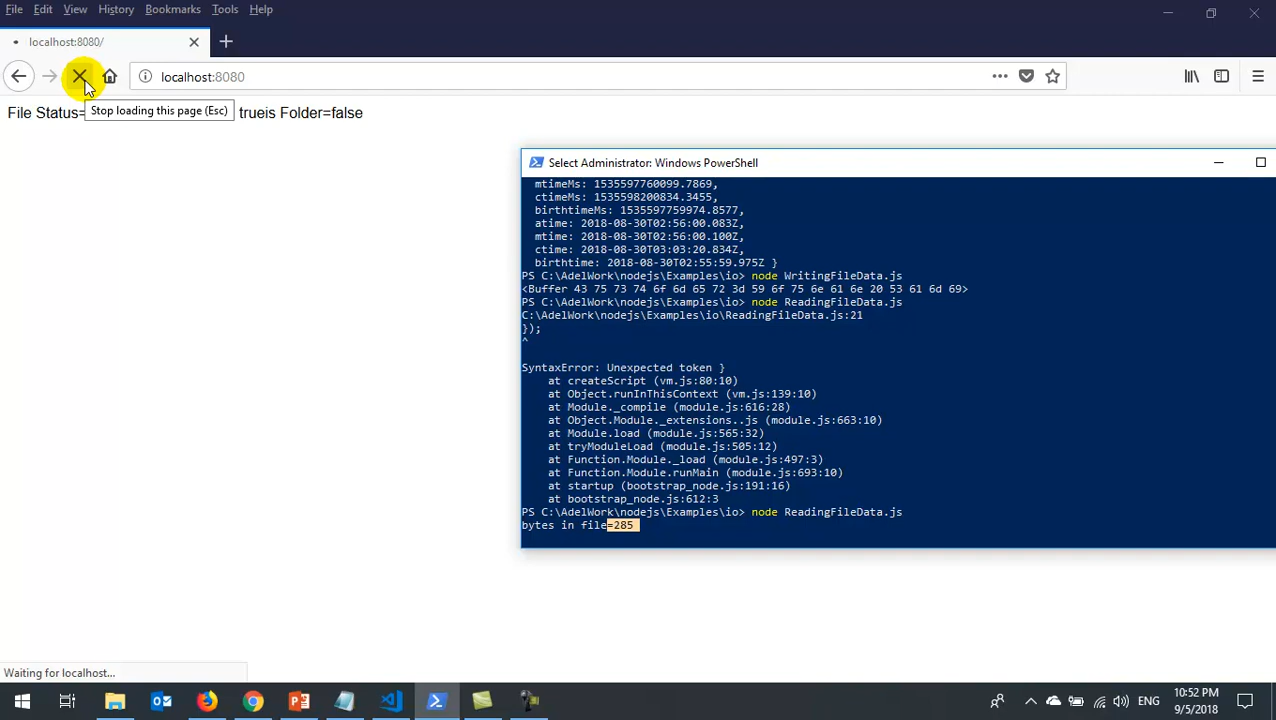 File Edit View History Bookmarks Tools Help
localhost:8080/
localhost:8080
File Status= trueis Folder=false
Stop loading this page (Esc)
Select Administrator: Windows PowerShell
mtimeMs: 1535597760099.7869,
ctimeMs: 1535598200834.3455,
birthtimeMs: 1535597759974.8577,
atime: 2018-08-30T02:56:00.083Z,
mtime: 2018-08-30T02:56:00.100Z,
ctime: 2018-08-30T03:03:20.834Z,
birthtime: 2018-08-30T02:55:59.975Z }
PS C:\AdelWork\nodejs\Examples\io> node WritingFileData.js
<Buffer 43 75 73 74 6f 6d 65 72 3d 59 6f 75 6e 61 6e 20 53 61 6d 69>
PS C:\AdelWork\nodejs\Examples\io> node ReadingFileData.js
C:\AdelWork\nodejs\Examples\io\ReadingFileData.js:21
});
^
SyntaxError: Unexpected token }
at createScript (vm.js:80:10)
at Object.runInThisContext (vm.js:139:10)
at Module._compile (module.js:616:28)
at Object.Module._extensions..js (module.js:663:10)
at Module.load (module.js:565:32)
at tryModuleLoad (module.js:505:12)
at Function.Module._load (module.js:497:3)
at Function.Module.runMain (module.js:693:10)
at startup (bootstrap_node.js:191:16)
at bootstrap_node.js:612:3
PS C:\AdelWork\nodejs\Examples\io> node ReadingFileData.js
bytes in file=285
Waiting for localhost...
ENG
10:52 PM
9/5/2018